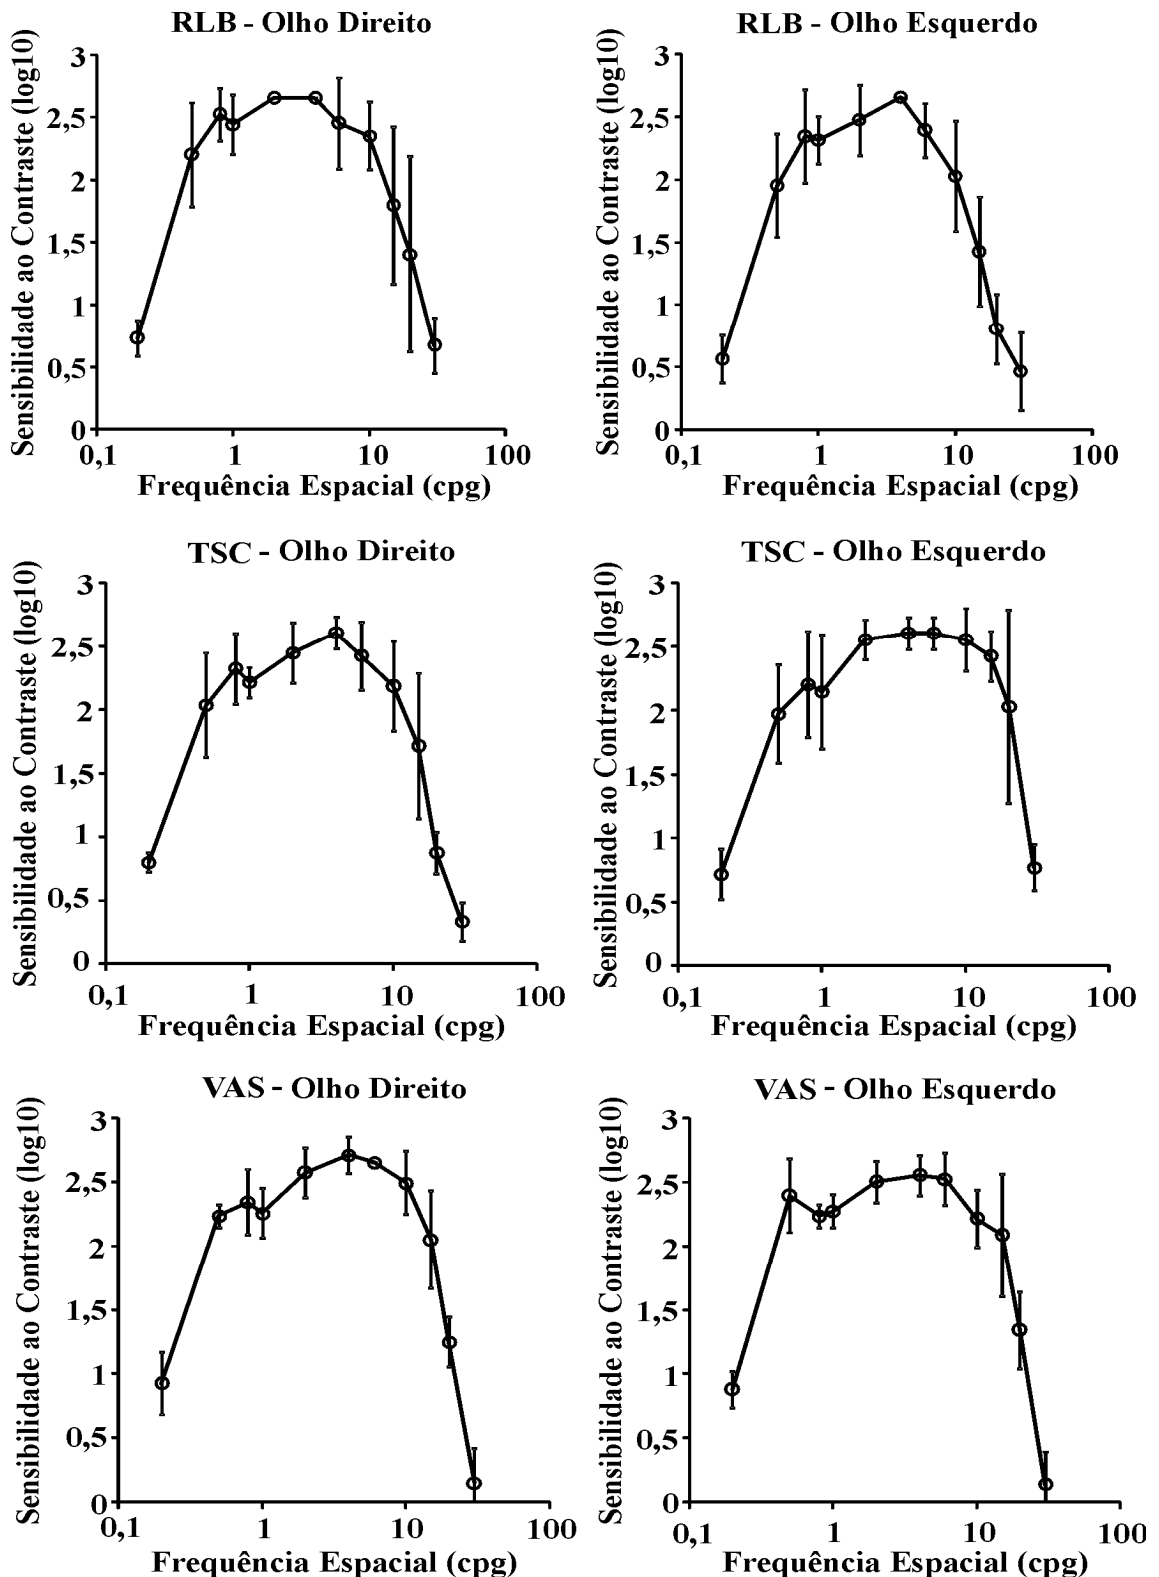 RLB - Olho Direito
Sensibilidade ao Contraste (log10)
3
2,5
2
1,5
1
0,5
0
0,1 1 10 100
Frequência Espacial (cpg)
RLB - Olho Esquerdo
Sensibilidade ao Contraste (log10)
3
2,5
2
1,5
1
0,5
0
0,1 1 10 100
Frequência Espacial (cpg)
TSC - Olho Direito
Sensibilidade ao Contraste (log10)
3
2,5
2
1,5
1
0,5
0
0,1 1 10 100
Frequência Espacial (cpg)
TSC - Olho Esquerdo
Sensibilidade ao Contraste (log10)
3
2,5
2
1,5
1
0,5
0
0,1 1 10 100
Frequência Espacial (cpg)
VAS - Olho Direito
Sensibilidade ao Contraste (log10)
3
2,5
2
1,5
1
0,5
0
0,1 1 10 100
Frequência Espacial (cpg)
VAS - Olho Esquerdo
Sensibilidade ao Contraste (log10)
3
2,5
2
1,5
1
0,5
0
0,1 1 10 100
Frequência Espacial (cpg)